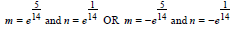 m = e^{5/14} and n = e^{1/14} OR m = −e^{5/14} and n = −e^{1/14}